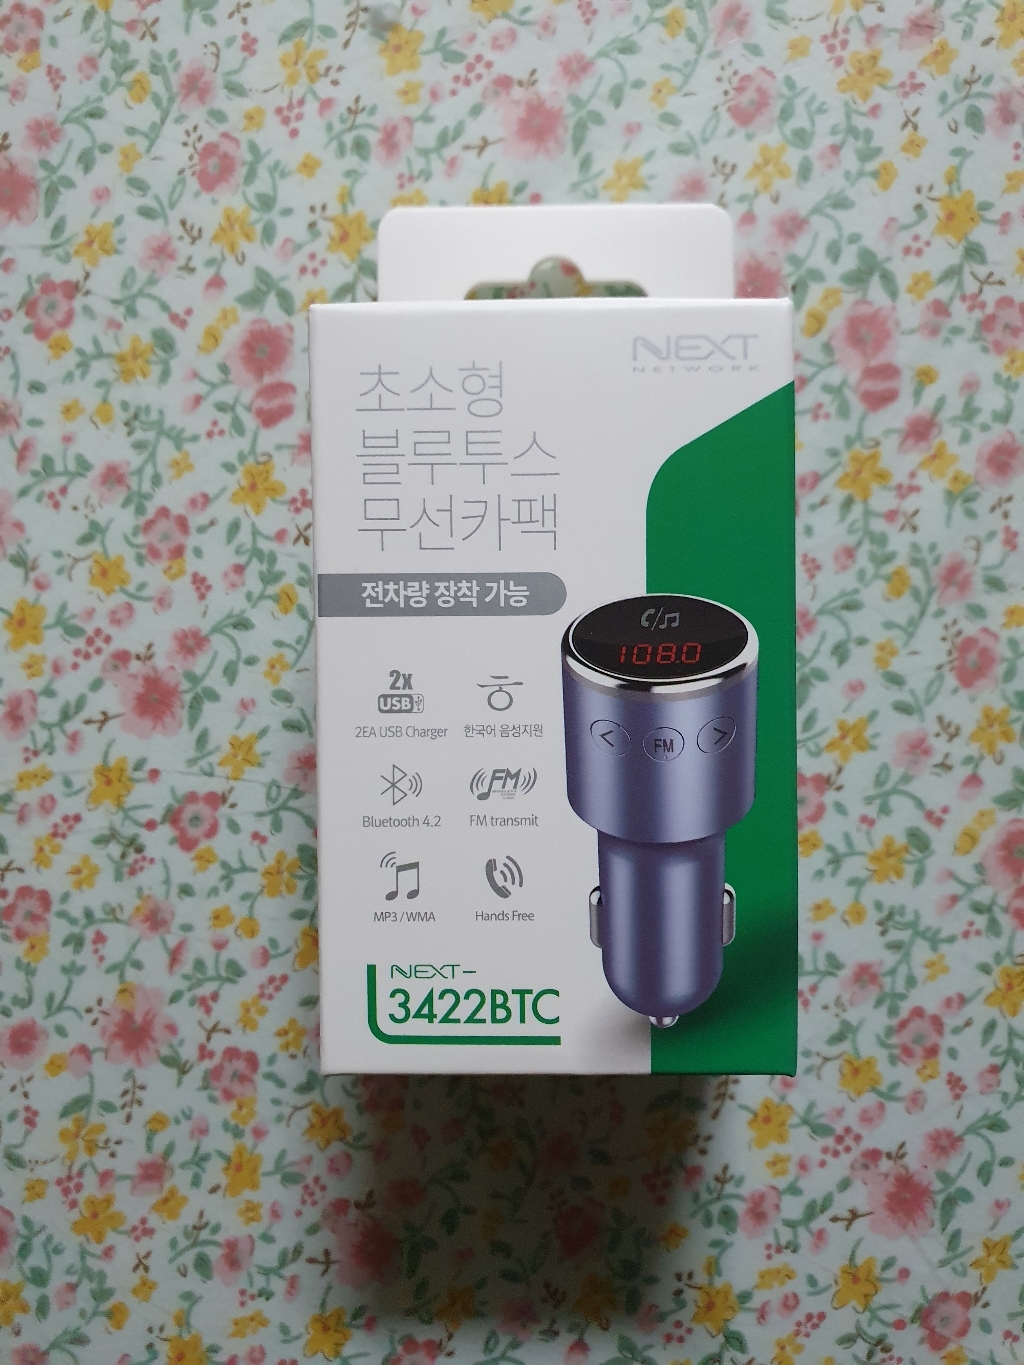 NEXT
NETWORK
초소형
블루투스
무선카팩
전차량 장착 가능
108.0
< FM >
2x
USB
2EA USB Charger
ㅎ
한국어 음성지원
Bluetooth 4.2
FM
FM transmit
MP3 / WMA
Hands Free
NEXT-
3422BTC